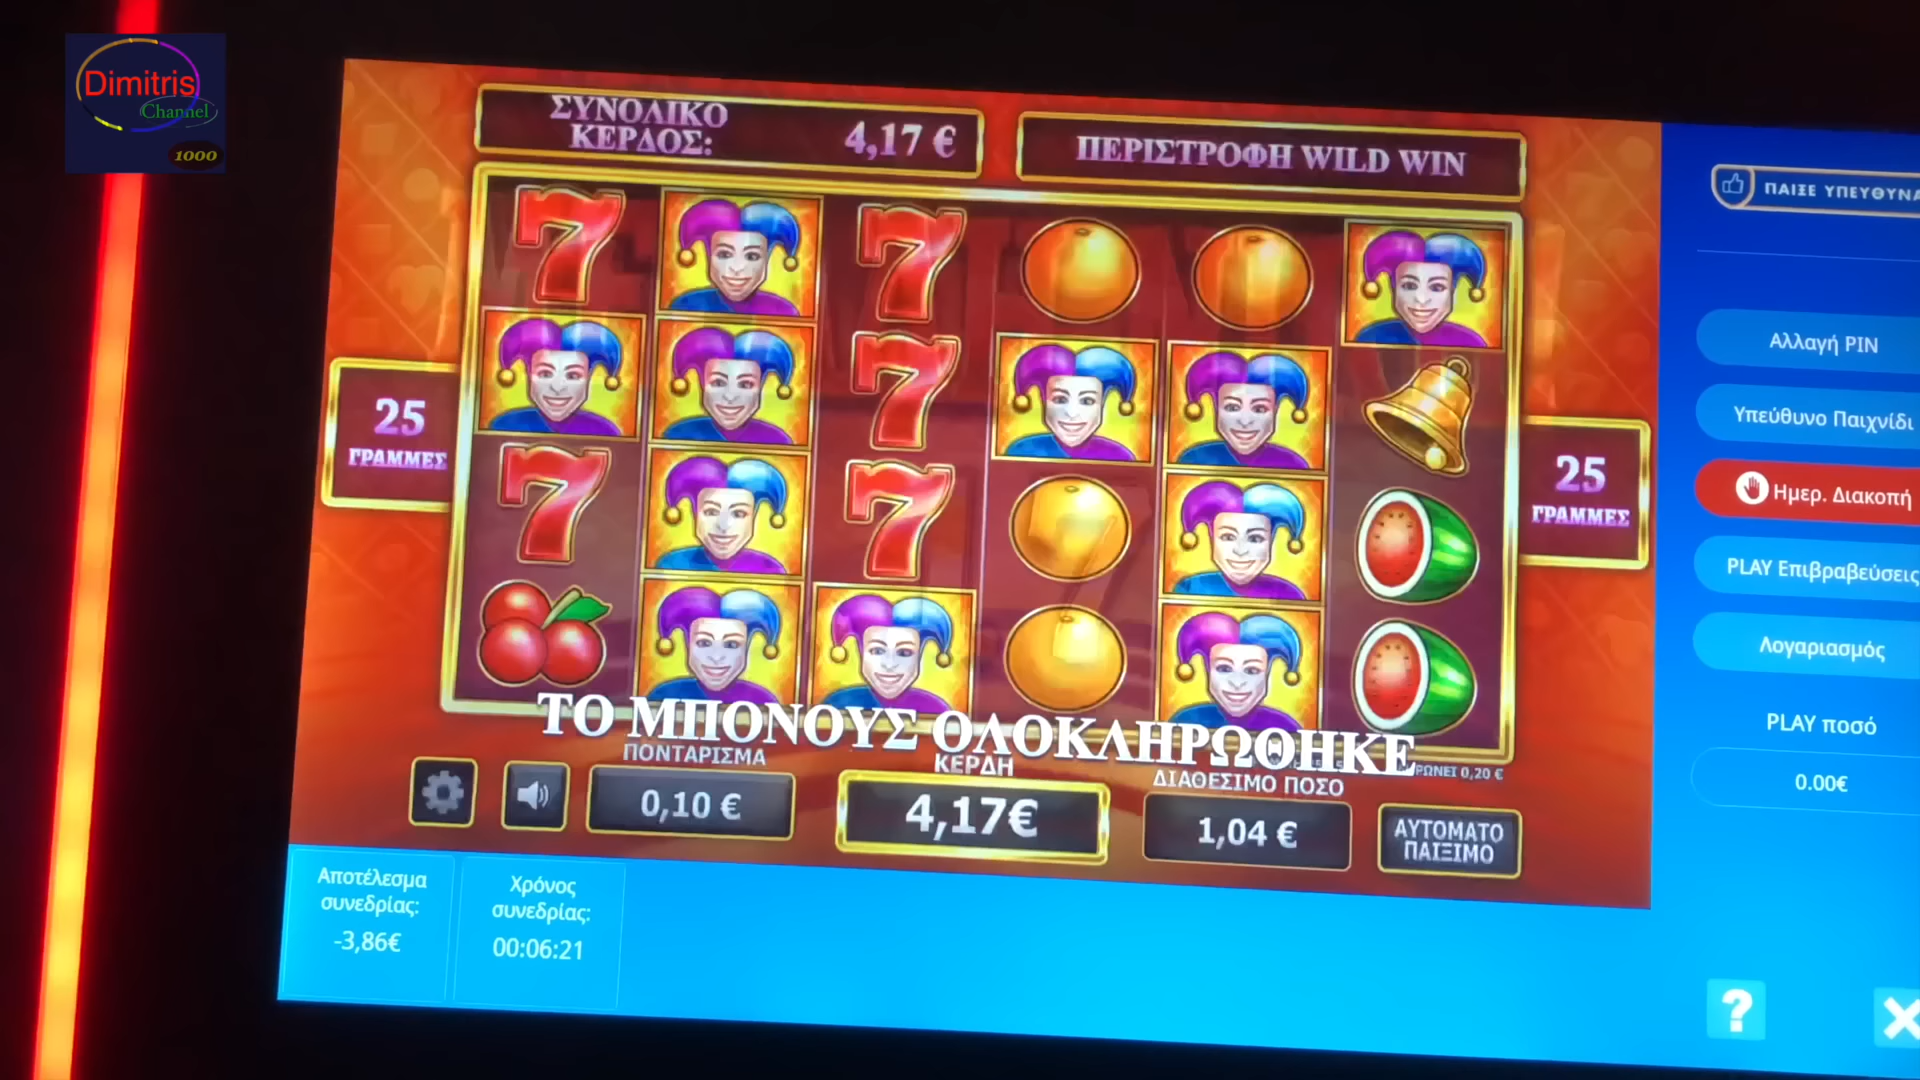 Dimitris
Channel
1000
ΣΥΝΟΛΙΚΟ
ΚΕΡΔΟΣ:
4,17 €
ΠΕΡΙΣΤΡΟΦΗ WILD WIN
ΠΑΙΞΕ ΥΠΕΥΘΥΝΑ
25
ΓΡΑΜΜΕΣ
25
ΓΡΑΜΜΕΣ
Αλλαγή PIN
Υπεύθυνο Παιχνίδι
Ημερ. Διακοπή
PLAY Επιβραβεύσεις
Λογαριασμός
PLAY ποσό
0.00€
ΤΟ ΜΠΟΝΟΥΣ ΟΛΟΚΛΗΡΩΘΗΚΕ
0,20 €
ΠΟΝΤΑΡΙΣΜΑ
0,10 €
ΚΕΡΔΗ
4,17€
ΔΙΑΘΕΣΙΜΟ ΠΟΣΟ
1,04 €
ΑΥΤΟΜΑΤΟ
ΠΑΙΞΙΜΟ
Αποτέλεσμα
συνεδρίας:
-3,86€
Χρόνος
συνεδρίας:
00:06:21
?